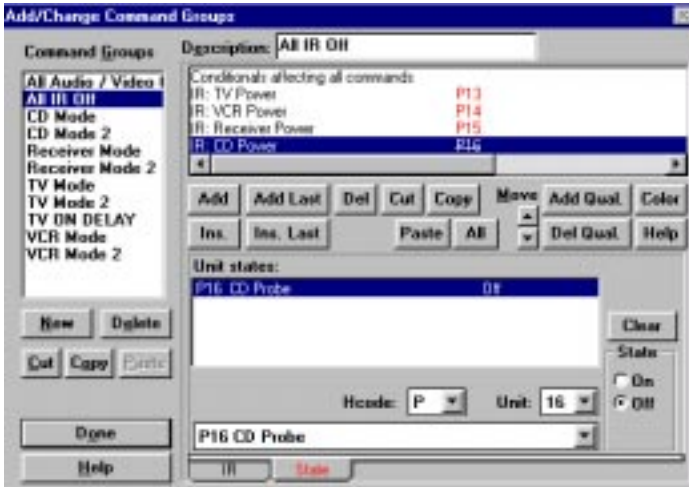 Add/Change Command Groups
Command Groups
All Audio / Video
All IR Off
CD Mode
CD Mode 2
Receiver Mode
Receiver Mode 2
TV Mode
TV Mode 2
TV ON DELAY
VCR Mode
VCR Mode 2
New Delete
Cut Copy Paste
Done
Help
Description: All IR Off
Conditionals affecting all commands
IR: TV Power P13
IR: VCR Power P14
IR: Receiver Power P15
IR: CD Power P16
Add Add Last Del Cut Copy Move Add Qual. Color
Ins. Ins. Last Paste All Del Qual. Help
Unit states:
P16 CD Probe Off
Clear
State
On
Off
Hcode: P Unit: 16
P16 CD Probe
IR State